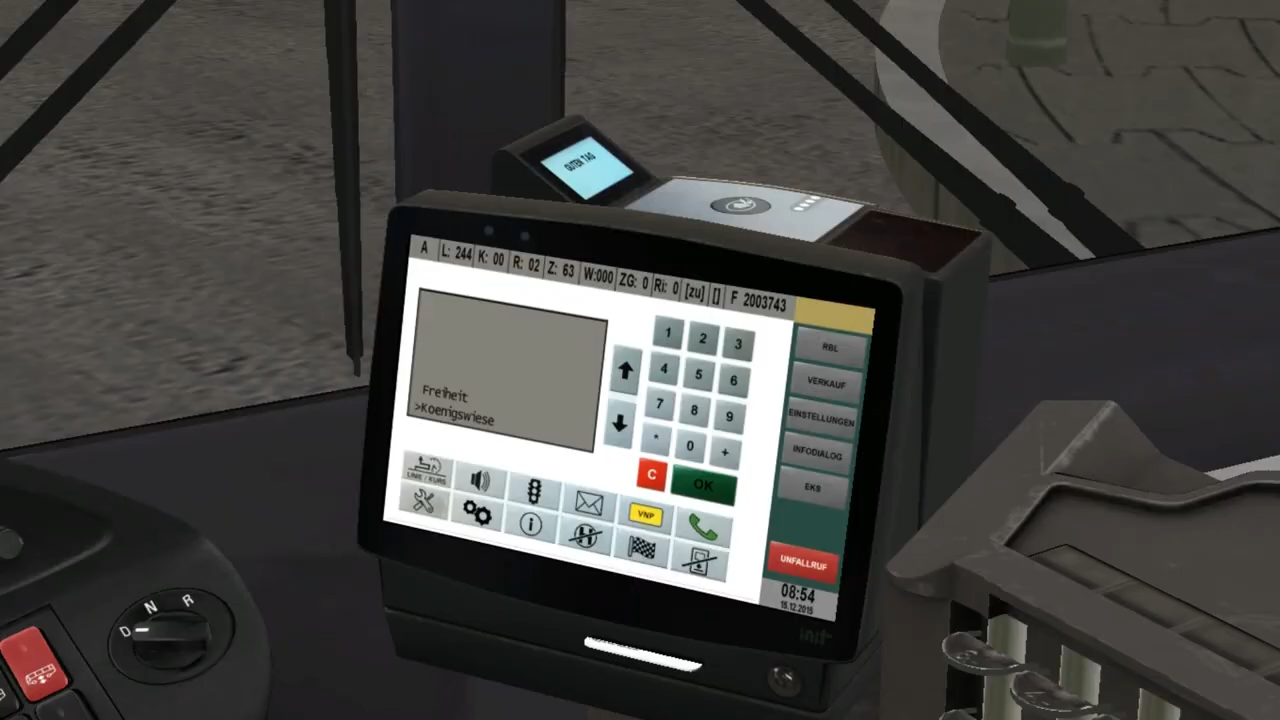 GUTEN TAG
A L: 244 K: 00 R: 02 Z: 63 W:000 ZG: 0 Ri: 0 [zu] [] F 2003743
Freiheit
>Koenigswiese
1 2 3
4 5 6
7 8 9
* 0 +
C OK
LINIE / KURS
VNP
i
H
RBL
VERKAUF
EINSTELLUNGEN
INFODIALOG
EKS
UNFALLRUF
08:54
15.12.2015
init
D N R